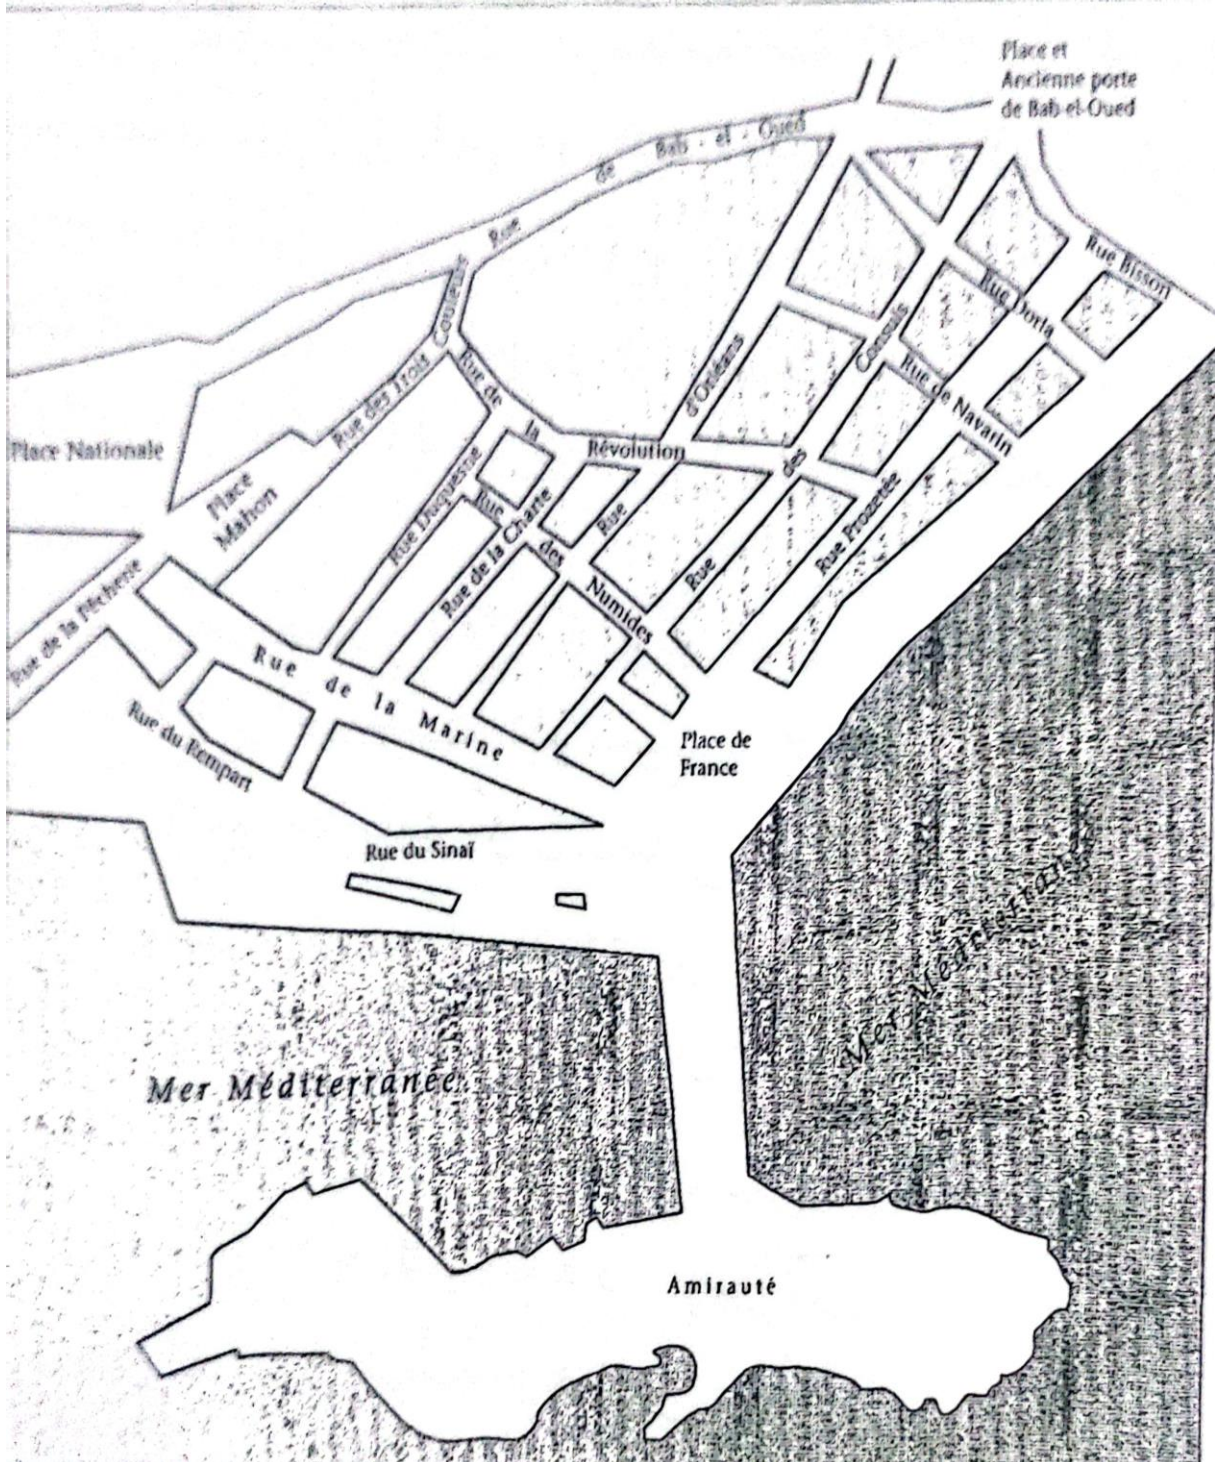 Place et
Ancienne porte
de Bab-el-Oued
Rue de Bab - el - Oued
Rue Bisson
Rue Doria
Rue des Consuls
Rue d'Orléans
Rue de Navarin
Rue des Trois Couleurs
Rue de la Révolution
Place Nationale
Place
Mahon
Rue Duquesne
Rue des Numides
Rue de la Charte
Rue Prozetée
Rue de la Pêcherie
Rue de la Marine
Rue du Rempart
Place de
France
Rue du Sinaï
Mer Méditerranée
Mer Méditerranée
Amirauté